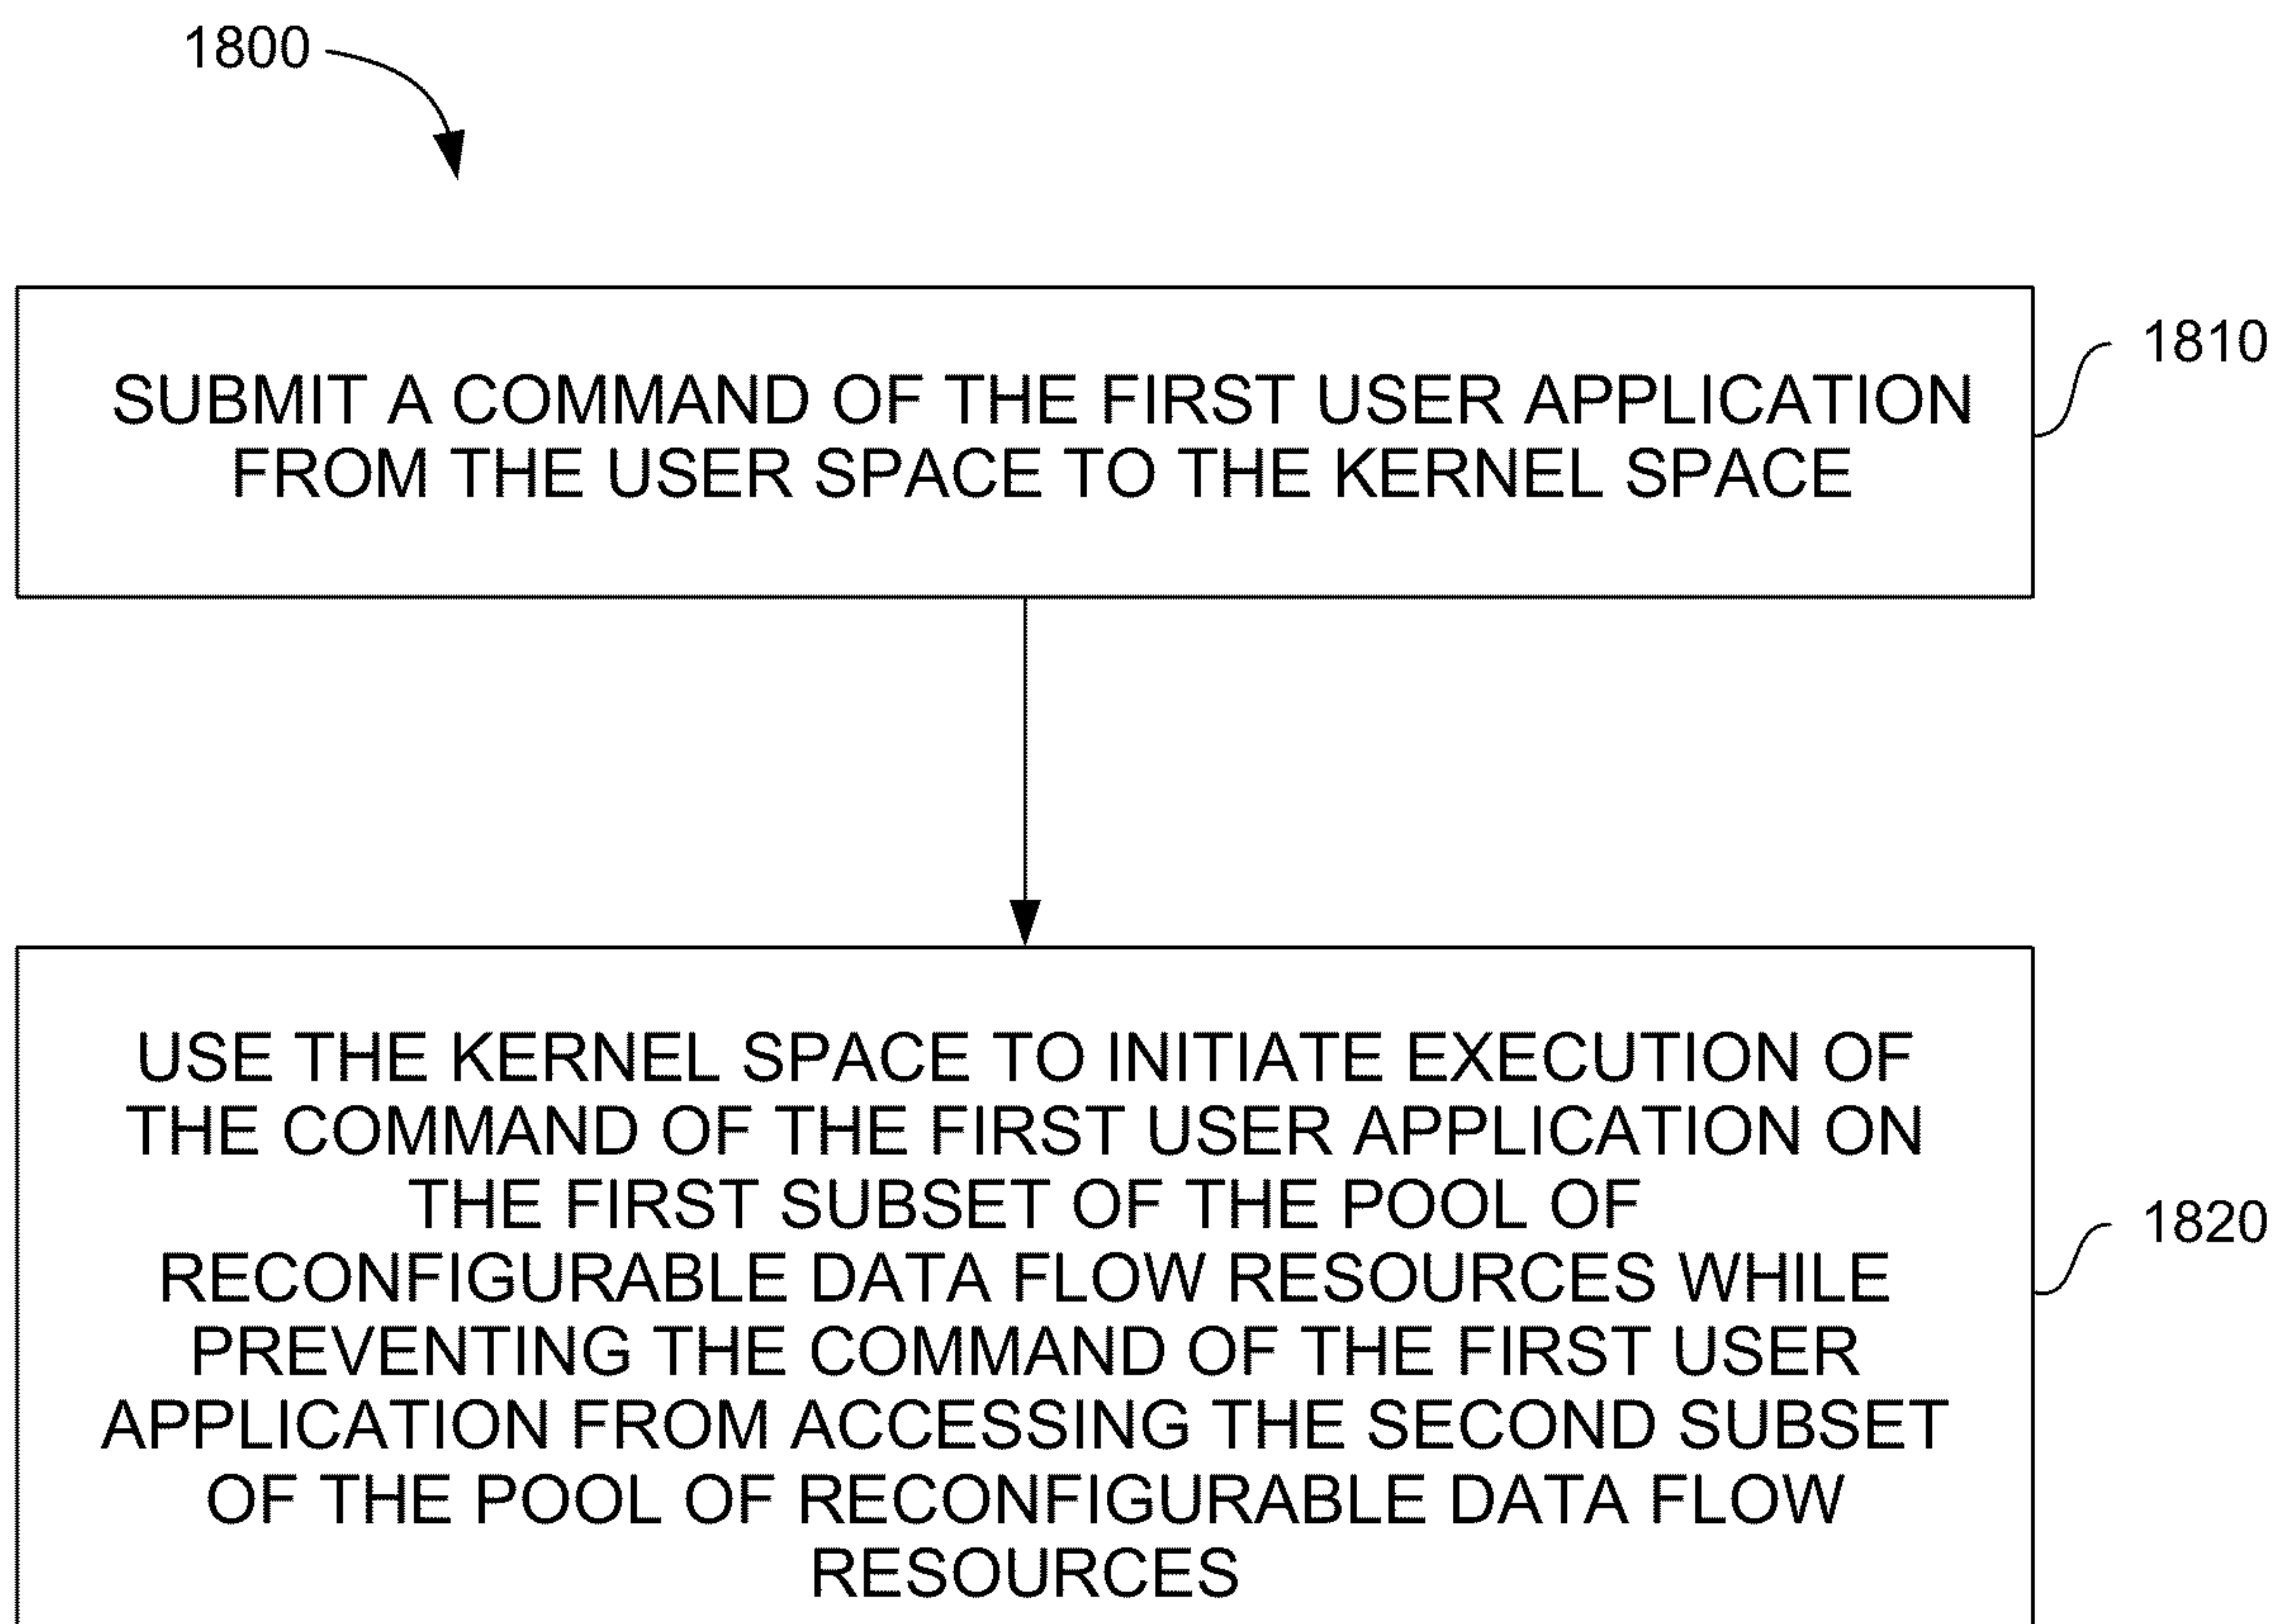 1800
1810
SUBMIT A COMMAND OF THE FIRST USER APPLICATION
FROM THE USER SPACE TO THE KERNEL SPACE
USE THE KERNEL SPACE TO INITIATE EXECUTION OF
THE COMMAND OF THE FIRST USER APPLICATION ON
THE FIRST SUBSET OF THE POOL OF
RECONFIGURABLE DATA FLOW RESOURCES WHILE
PREVENTING THE COMMAND OF THE FIRST USER
APPLICATION FROM ACCESSING THE SECOND SUBSET
OF THE POOL OF RECONFIGURABLE DATA FLOW
RESOURCES
1820